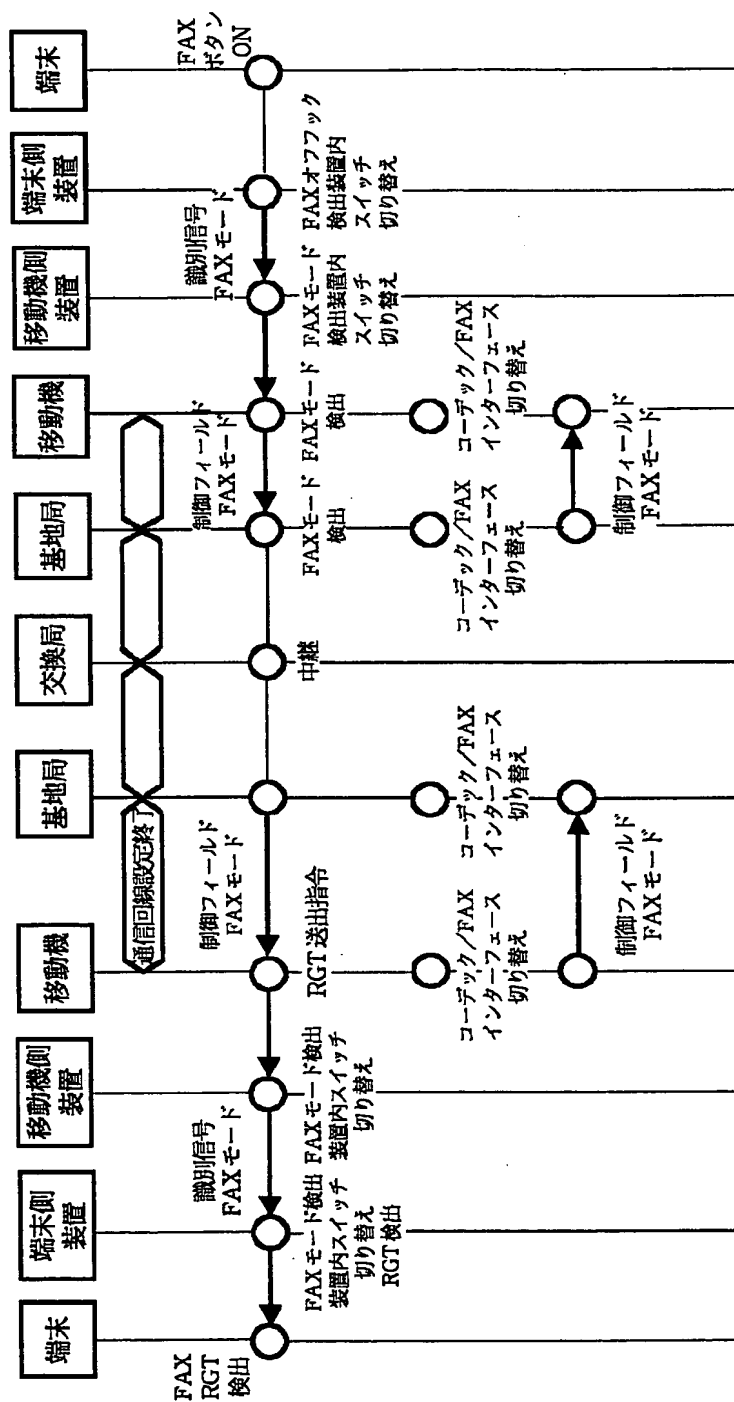 端末
端末側
装置
移動機側
装置
移動機
基地局
交換局
基地局
移動機
移動機側
装置
端末側
装置
端末
通信回線設定終了
FAX
RGT
検出
識別信号
FAXモード
制御フィールド
FAXモード
制御フィールド
FAXモード
識別信号
FAXモード
FAX
ボタン
ON
FAXモード検出
装置内スイッチ
切り替え
RGT検出
FAXモード検出
装置内スイッチ
切り替え
RGT送出指令
中継
FAXモード
検出
FAXモード
検出
FAXモード
検出装置内
スイッチ
切り替え
FAXオフフック
検出装置内
スイッチ
切り替え
コーデック/FAX
インターフェース
切り替え
コーデック/FAX
インターフェース
切り替え
コーデック/FAX
インターフェース
切り替え
コーデック/FAX
インターフェース
切り替え
制御フィールド
FAXモード
制御フィールド
FAXモード